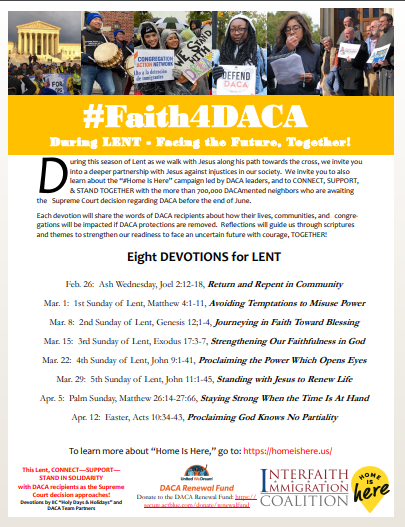 CONGREGATION
ACTION NETWORK
DEFEND
DACA
#Faith4DACA
During LENT - Facing the Future, Together!
During this season of Lent as we walk with Jesus along his path towards the cross, we invite you
into a deeper partnership with Jesus against injustices in our society. We invite you to also
learn about the "#Home is Here" campaign led by DACA leaders, and to CONNECT, SUPPORT,
& STAND TOGETHER with the more than 700,000 DACAmented neighbors who are awaiting
the Supreme Court decision regarding DACA before the end of June.
Each devotion will share the words of DACA recipients about how their lives, communities, and congre-
gations will be impacted if DACA protections are removed. Reflections will guide us through scriptures
and themes to strengthen our readiness to face an uncertain future with courage, TOGETHER!
Eight DEVOTIONS for LENT
Feb. 26: Ash Wednesday, Joel 2:12-18, Return and Repent in Community
Mar. 1: 1st Sunday of Lent, Matthew 4:1-11, Avoiding Temptations to Misuse Power
Mar. 8: 2nd Sunday of Lent, Genesis 12;1-4, Journeying in Faith Toward Blessing
Mar. 15: 3rd Sunday of Lent, Exodus 17:3-7, Strengthening Our Faithfulness in God
Mar. 22: 4th Sunday of Lent, John 9:1-41, Proclaiming the Power Which Opens Eyes
Mar. 29: 5th Sunday of Lent, John 11:1-45, Standing with Jesus to Renew Life
Apr. 5: Palm Sunday, Matthew 26:14-27:66, Staying Strong When the Time Is At Hand
Apr. 12: Easter, Acts 10:34-43, Proclaiming God Knows No Partiality
To learn more about "Home Is Here," go to: https://homeishere.us/
This Lent, CONNECT—SUPPORT—
STAND IN SOLIDARITY
with DACA recipients as the Supreme
Court decision approaches!
Devotions by IIC "Holy Days & Holidays" and
DACA Team Partners
United We Dream
DACA Renewal Fund
Donate to the DACA Renewal Fund: https://
secure.actblue.com/donate/renewalfund
INTERFAITH
IMMIGRATION
COALITION
HOME
IS
here